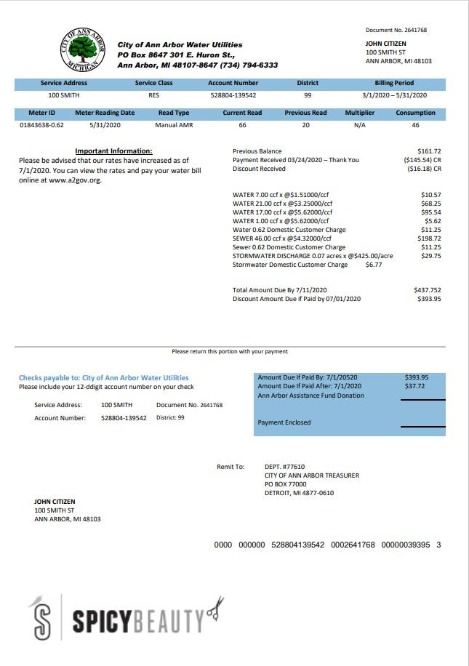 Document No. 2641768
CITY OF ANN ARBOR
MICHIGAN
City of Ann Arbor Water Utilities
PO Box 8647 301 E. Huron St.,
Ann Arbor, MI 48107-8647 (734) 794-6333
JOHN CITIZEN
100 SMITH ST
ANN ARBOR, MI 48103
Service Address Service Class Account Number District Billing Period
100 SMITH RES 528804-139542 99 3/1/2020 – 5/31/2020
Meter ID Meter Reading Date Read Type Current Read Previous Read Multiplier Consumption
01843638-0.62 5/31/2020 Manual AMR 66 20 N/A 46
Important Information:
Please be advised that our rates have increased as of
7/1/2020. You can view the rates and pay your water bill
online at www.a2gov.org.
Previous Balance $161.72
Payment Received 03/24/2020 – Thank You ($145.54) CR
Discount Received ($16.18) CR
WATER 7.00 ccf x @$1.51000/ccf $10.57
WATER 21.00 ccf x @$3.25000/ccf $68.25
WATER 17.00 ccf x @$5.62000/ccf $95.54
WATER 1.00 ccf x @$5.62000/ccf $5.62
Water 0.62 Domestic Customer Charge $11.25
SEWER 46.00 ccf x @$4.32000/ccf $198.72
Sewer 0.62 Domestic Customer Charge $11.25
STORMWATER DISCHARGE 0.07 acres x @$425.00/acre $29.75
Stormwater Domestic Customer Charge $6.77
Total Amount Due By 7/11/2020 $437.752
Discount Amount Due if Paid by 07/01/2020 $393.95
Please return this portion with your payment
Checks payable to: City of Ann Arbor Water Utilities
Please include your 12-ddigit account number on your check
Service Address: 100 SMITH Document No. 2641768
Account Number: 528804-139542 District: 99
Amount Due If Paid By: 7/1/20520 $393.95
Amount Due If Paid After: 7/1/2020 $37.72
Ann Arbor Assistance Fund Donation
Payment Enclosed
Remit To: DEPT. #77610
CITY OF ANN ARBOR TREASURER
PO BOX 77000
DETROIT, MI 4877-0610
JOHN CITIZEN
100 SMITH ST
ANN ARBOR, MI 48103
0000 000000 528804139542 0002641768 00000039395 3
SPICYBEAUTY